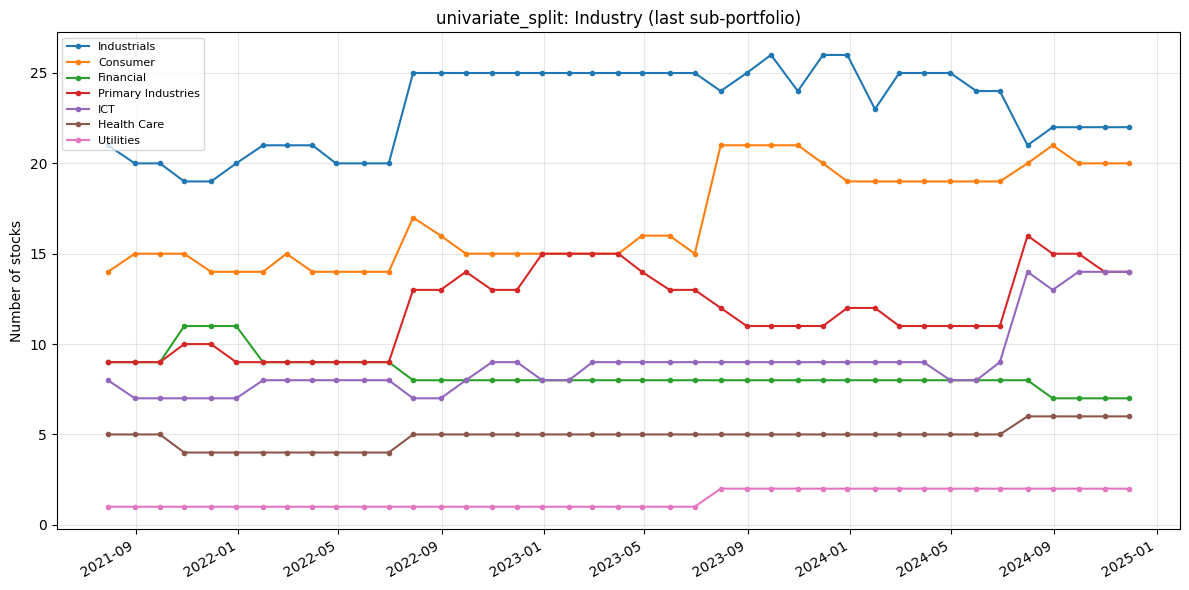 univariate_split: Industry (last sub-portfolio)
Industrials
Consumer
Financial
Primary Industries
ICT
Health Care
Utilities
Number of stocks
25
20
15
10
5
0
2021-09
2022-01
2022-05
2022-09
2023-01
2023-05
2023-09
2024-01
2024-05
2024-09
2025-01